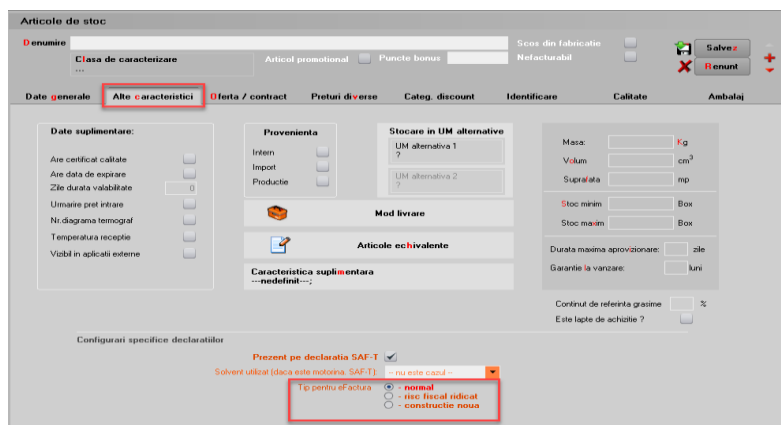 Articole de stoc
Denumire
Clasa de caracterizare
...
Articol promotional
Puncte bonus
Scos din fabricatie
Nefacturabil
Salvez
Renunt
Date generale Alte caracteristici Oferta / contract Preturi diverse Categ. discount Identificare Calitate Ambalaj
Date suplimentare:
Are certificat calitate
Are data de expirare
Zile durata valabilitate 0
Urmarire pret intrare
Nr.diagrama termograf
Temperatura receptie
Vizibil in aplicatii externe
Provenienta
Intern
Import
Productie
Stocare in UM alternative
UM alternativa 1
?
UM alternativa 2
?
Mod livrare
Articole echivalente
Caracteristica suplimentara
---nedefinit---;
Masa: Kg
Volum cm3
Suprafata mp
Stoc minim Box
Stoc maxim Box
Durata maxima aprovizionare: zile
Garantie la vanzare: luni
Continut de referinta grasime %
Este lapte de achizitie ?
Configurari specifice declaratiilor
Prezent pe declaratia SAF-T
Solvent utilizat (daca este motorina. SAF-T): -- nu este cazul --
Tip pentru eFactura - normal
- risc fiscal ridicat
- constructie noua